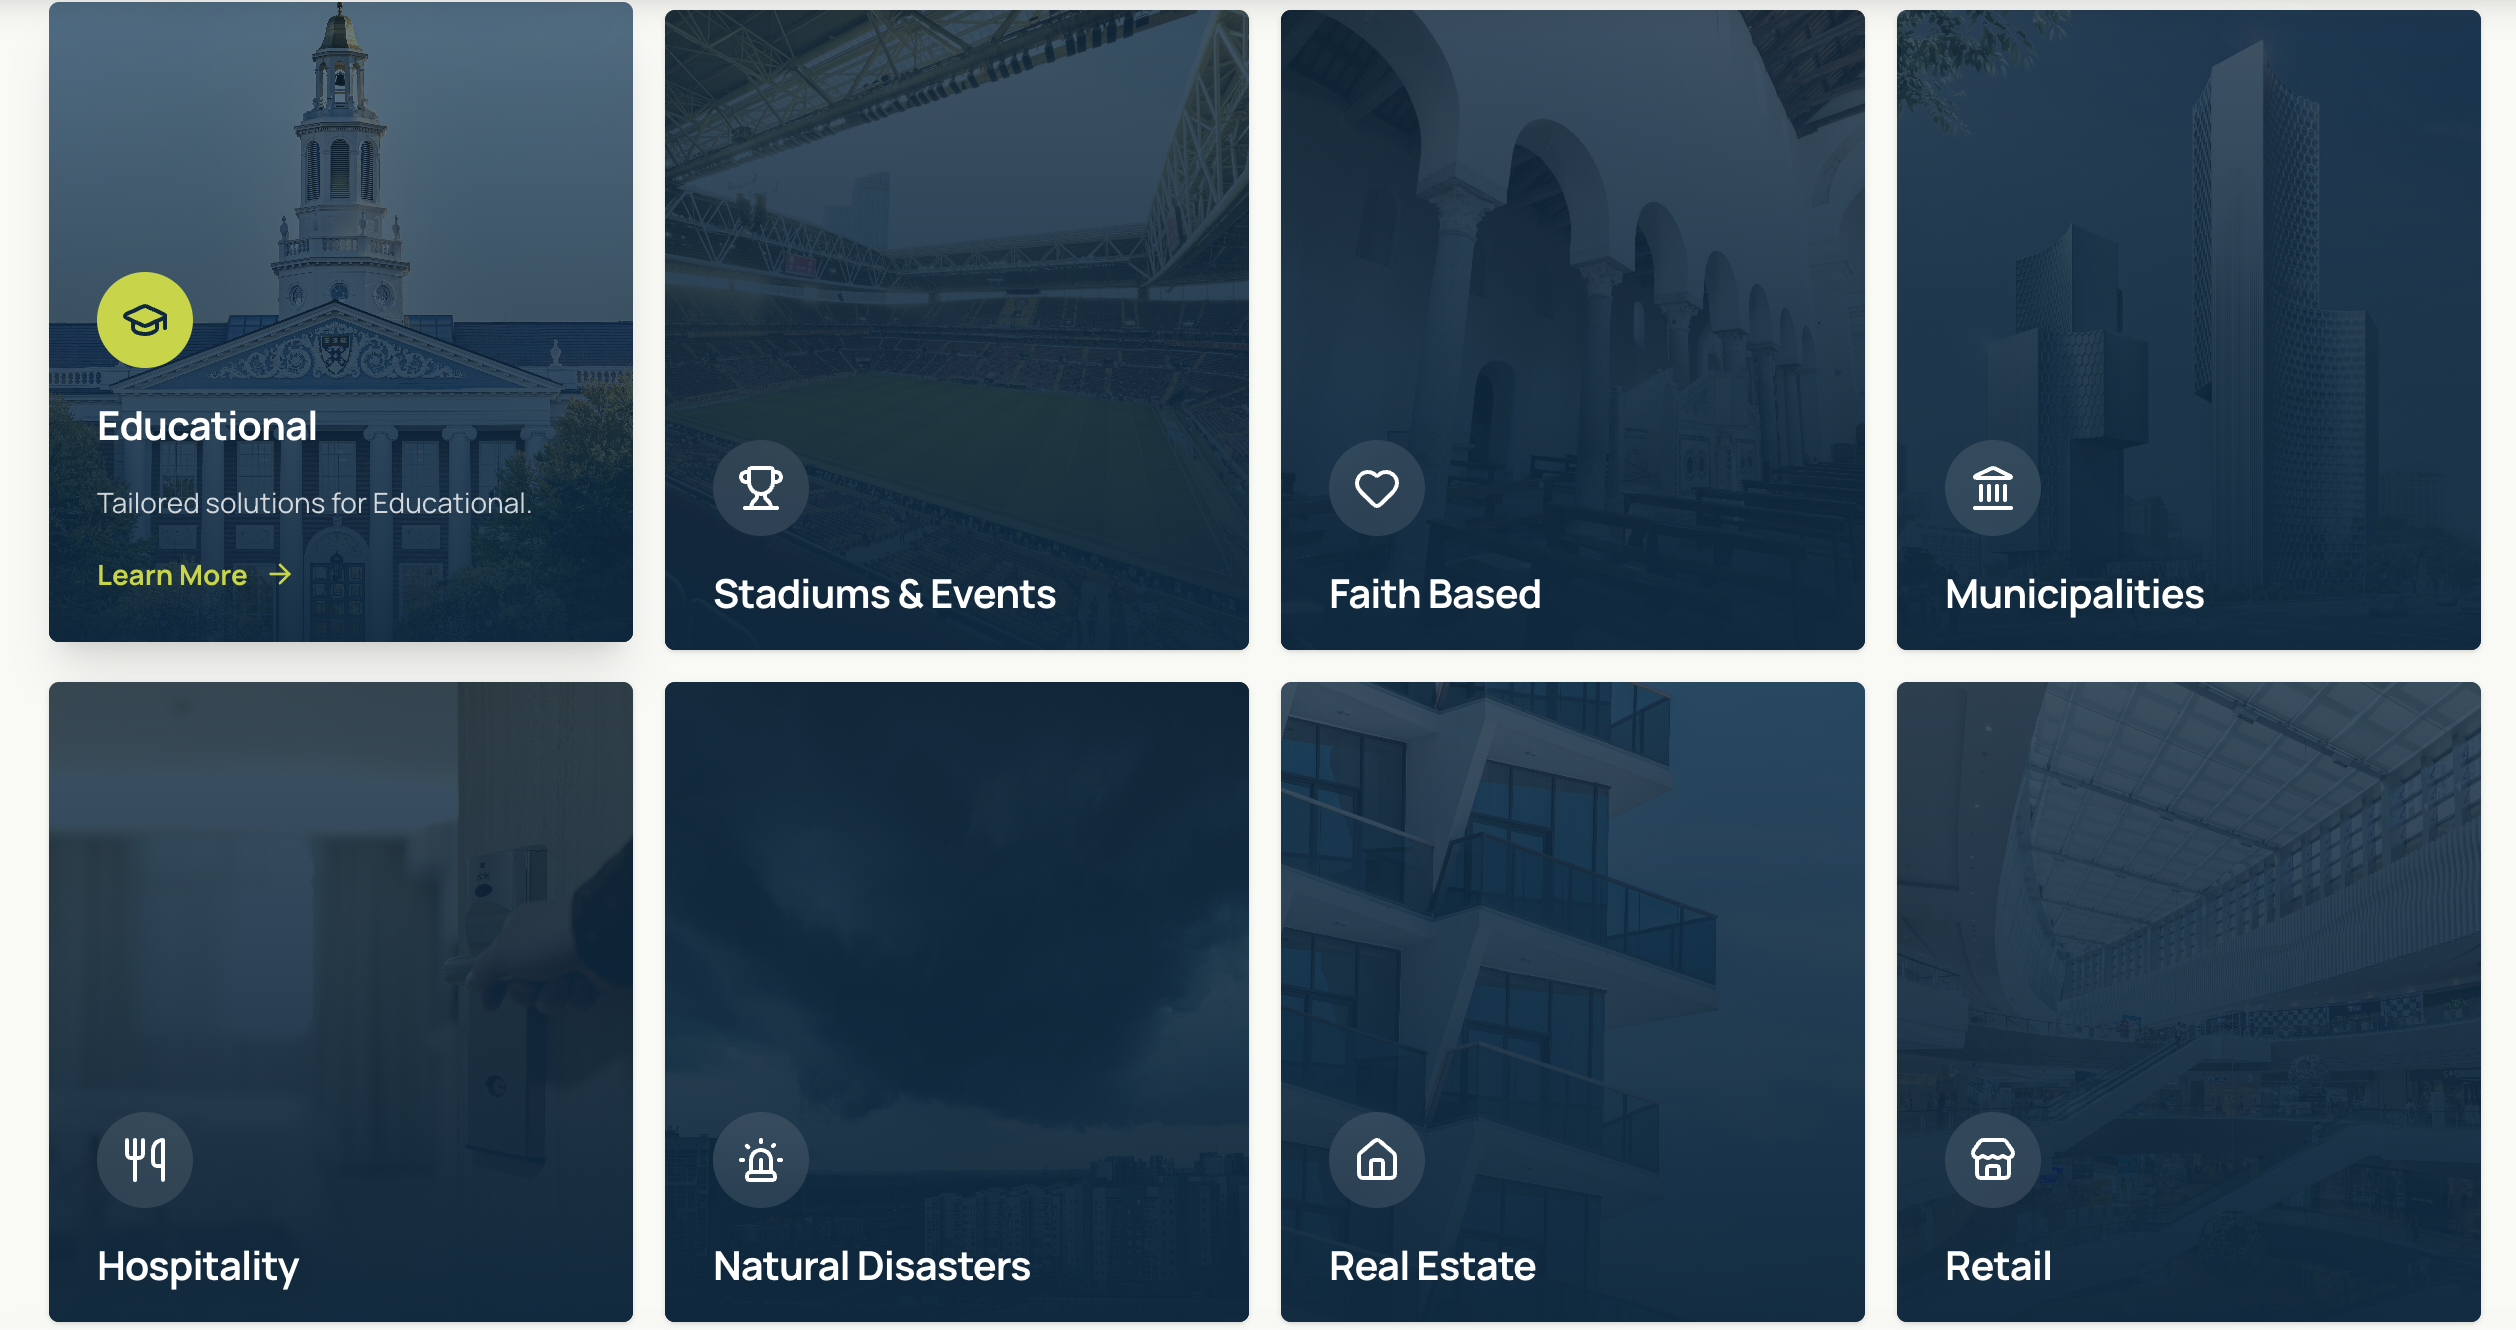 Educational
Tailored solutions for Educational.
Learn More
Stadiums & Events
Faith Based
Municipalities
Hospitality
Natural Disasters
Real Estate
Retail